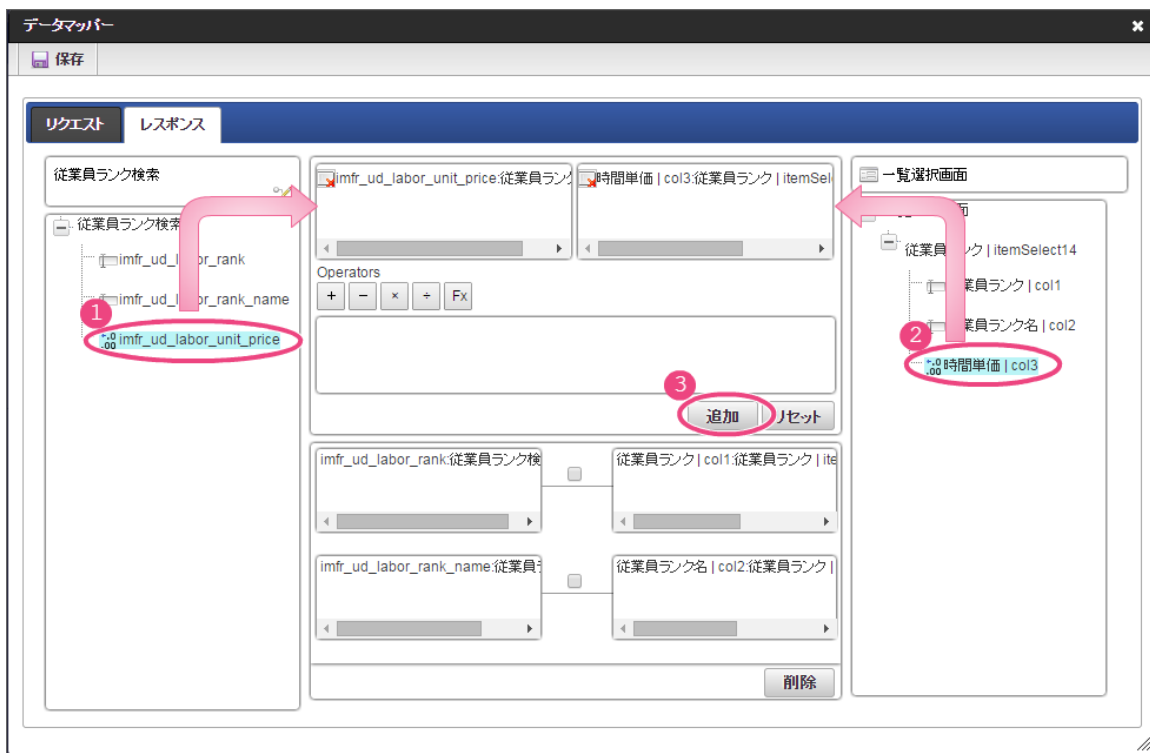 データマッパー
保存
リクエスト
レスポンス
従業員ランク検索
従業員ランク検索
imfr_ud_labor_rank
imfr_ud_labor_rank_name
1
imfr_ud_labor_unit_price
imfr_ud_labor_unit_price:従業員ランク
時間単価 | col3:従業員ランク | itemSel
Operators
+ − × ÷ Fx
3
追加
リセット
imfr_ud_labor_rank:従業員ランク検
従業員ランク | col1:従業員ランク | ite
imfr_ud_labor_rank_name:従業員
従業員ランク名 | col2:従業員ランク |
削除
一覧選択画面
面
従業員ランク | itemSelect14
従業員ランク | col1
従業員ランク名 | col2
2
時間単価 | col3